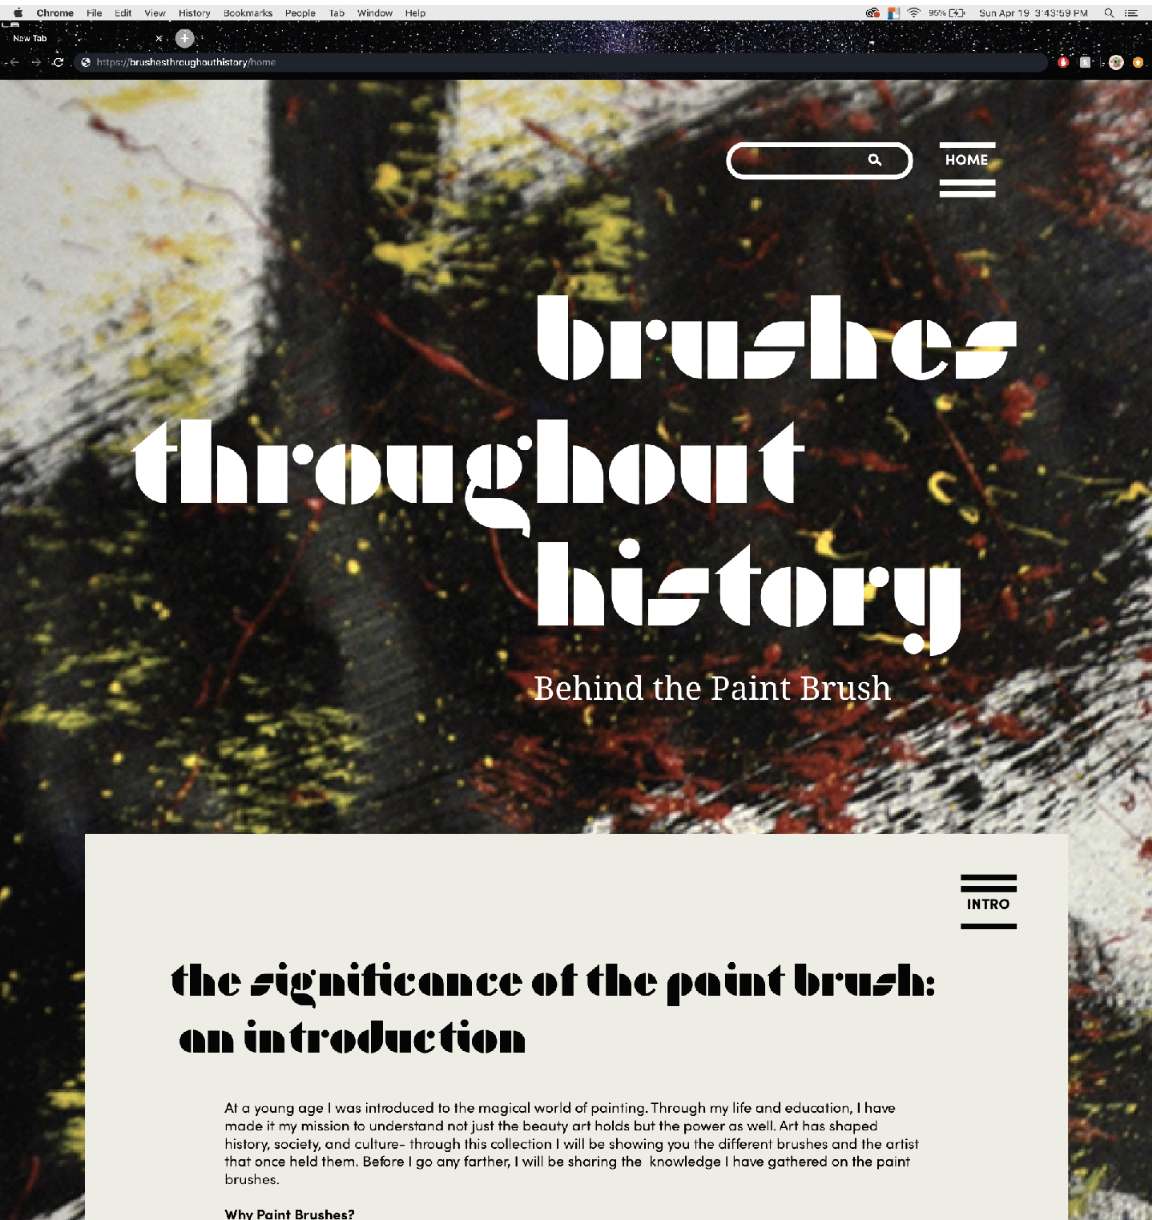 Chrome File Edit View History Bookmarks People Tab Window Help 95% Sun Apr 19 3:43:59 PM
New Tab
https://brushesthroughouthistory/home
HOME
brushes
throughout
history
Behind the Paint Brush
INTRO
the significance of the paint brush:
an introduction
At a young age I was introduced to the magical world of painting. Through my life and education, I have
made it my mission to understand not just the beauty art holds but the power as well. Art has shaped
history, society, and culture- through this collection I will be showing you the different brushes and the artist
that once held them. Before I go any farther, I will be sharing the knowledge I have gathered on the paint
brushes.
Why Paint Brushes?